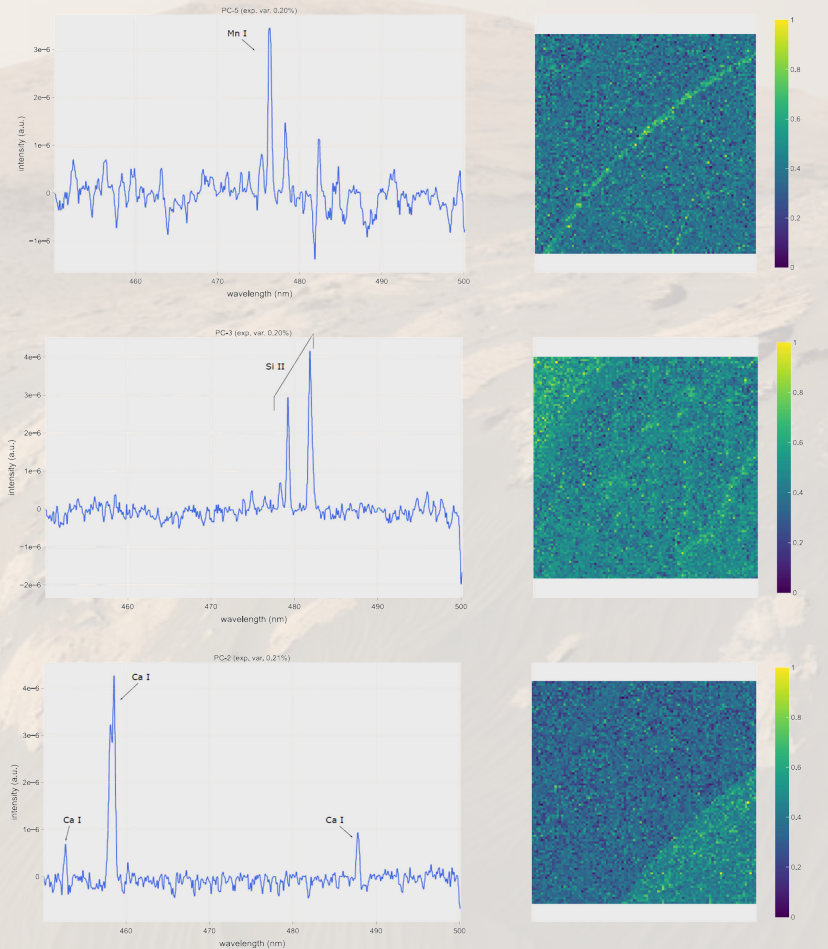 PC-5 (exp. var. 0.20%)
Mn I
3e−6
2e−6
1e−6
0
−1e−6
intensity (a.u.)
460
470
480
490
500
wavelength (nm)
1
0.8
0.6
0.4
0.2
0
PC-3 (exp. var. 0.20%)
Si II
4e−6
3e−6
2e−6
1e−6
0
−1e−6
−2e−6
intensity (a.u.)
460
470
480
490
500
wavelength (nm)
1
0.8
0.6
0.4
0.2
0
PC-2 (exp. var. 0.21%)
Ca I
Ca I
Ca I
4e−6
3e−6
2e−6
1e−6
0
intensity (a.u.)
460
470
480
490
500
wavelength (nm)
1
0.8
0.6
0.4
0.2
0